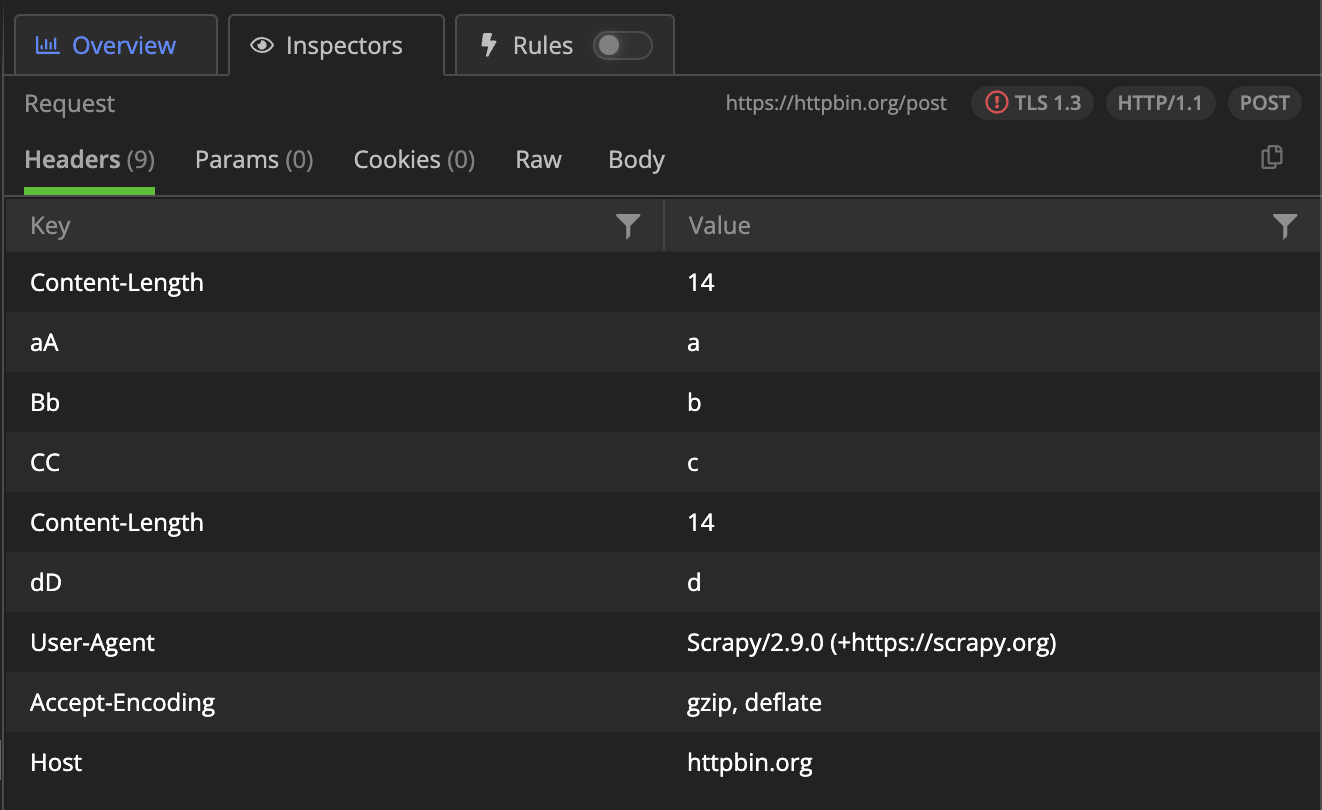 Overview Inspectors Rules
Request https://httpbin.org/post TLS 1.3 HTTP/1.1 POST
Headers (9) Params (0) Cookies (0) Raw Body
Key Value
Content-Length 14
aA a
Bb b
CC c
Content-Length 14
dD d
User-Agent Scrapy/2.9.0 (+https://scrapy.org)
Accept-Encoding gzip, deflate
Host httpbin.org